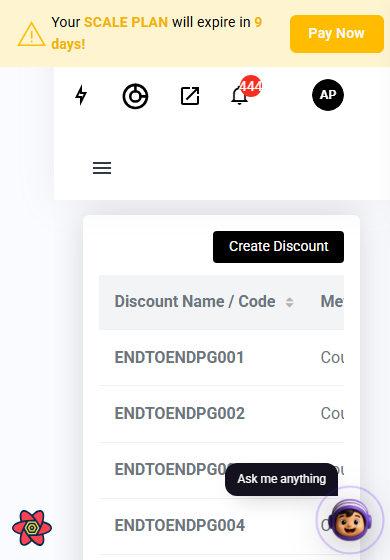 Your SCALE PLAN will expire in 9
days!
Pay Now
444
AP
Create Discount
Discount Name / Code
ENDTOENDPG001
ENDTOENDPG002
Ask me anything
ENDTOENDPG004